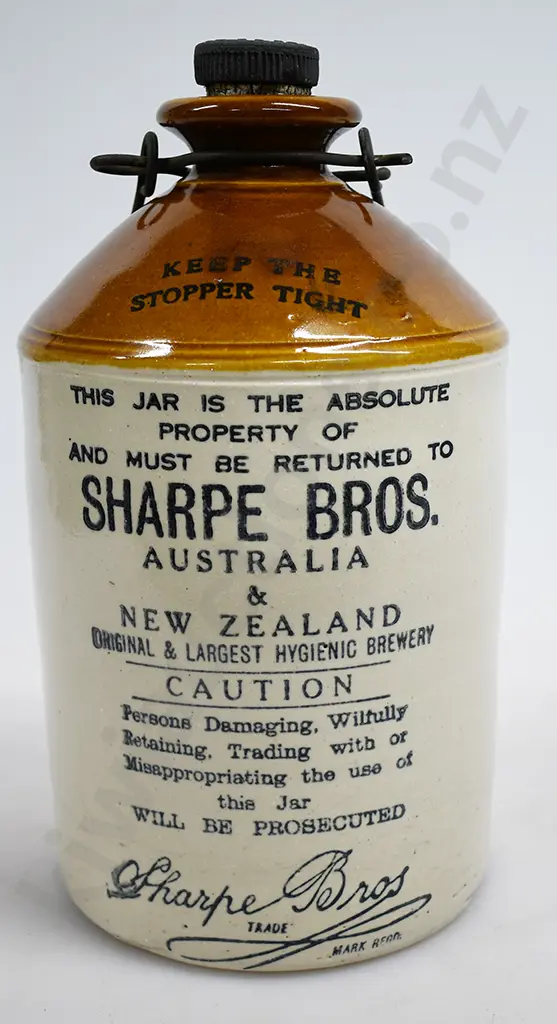 KEEP THE
STOPPER TIGHT
THIS JAR IS THE ABSOLUTE
PROPERTY OF
AND MUST BE RETURNED TO
SHARPE BROS.
AUSTRALIA
&
NEW ZEALAND
ORIGINAL & LARGEST HYGIENIC BREWERY
CAUTION
Persons Damaging, Wilfully
Retaining, Trading with or
Misappropriating the use of
this Jar
WILL BE PROSECUTED
Sharpe Bros
TRADE
MARK REGD.